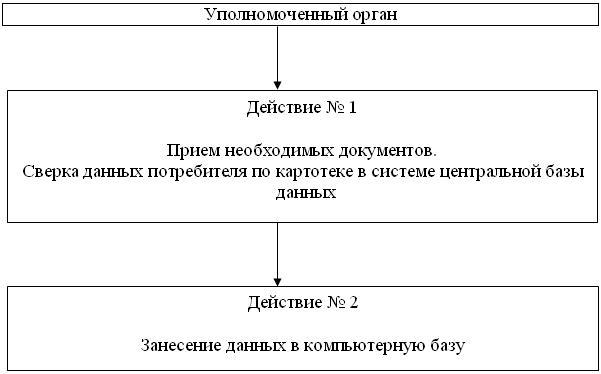 Уполномоченный орган
Действие № 1
Прием необходимых документов.
Сверка данных потребителя по картотеке в системе центральной базы
данных
Действие № 2
Занесение данных в компьютерную базу